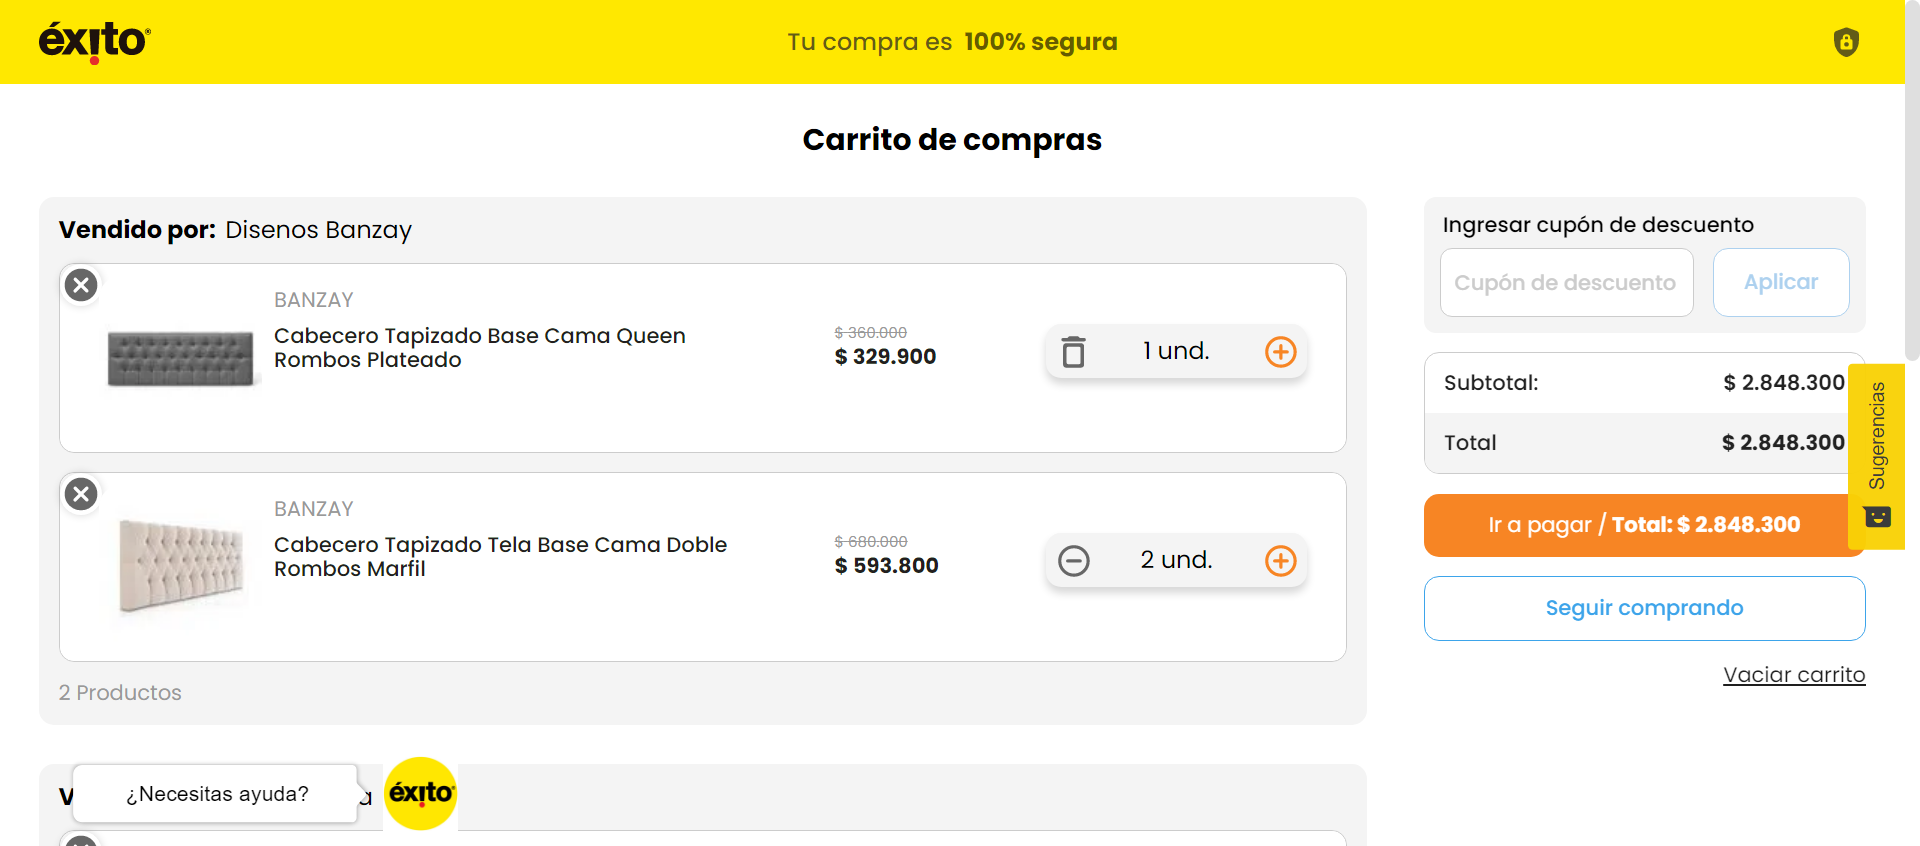 éxito
Tu compra es 100% segura
Carrito de compras
Vendido por: Disenos Banzay
BANZAY
Cabecero Tapizado Base Cama Queen
Rombos Plateado
$ 360.000
$ 329.900
1 und.
BANZAY
Cabecero Tapizado Tela Base Cama Doble
Rombos Marfil
$ 680.000
$ 593.800
2 und.
2 Productos
¿Necesitas ayuda?
éxito
Ingresar cupón de descuento
Cupón de descuento
Aplicar
Subtotal: $ 2.848.300
Total $ 2.848.300
Sugerencias
Ir a pagar / Total: $ 2.848.300
Seguir comprando
Vaciar carrito